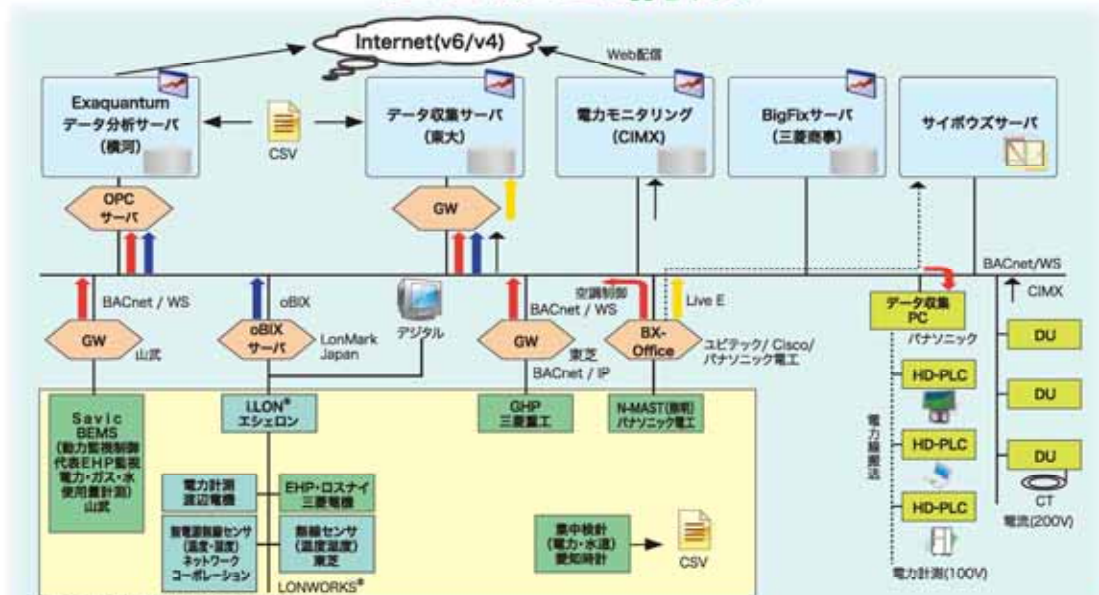 Internet(v6/v4)
Web配信
Exaquantum
データ分析サーバ
(横河)
CSV
データ収集サーバ
(東大)
電力モニタリング
(CIMX)
BigFixサーバ
(三菱商事)
サイボウズサーバ
OPC
サーバ
GW
BACnet/WS
BACnet / WS
oBIX
デジタル
空調制御
BACnet / WS
Live E
CIMX
GW
山武
oBIX
サーバ
LonMark
Japan
GW
東芝
BACnet / IP
BX-
Office
ユビテック/ Cisco/
パナソニック電工
データ収集
PC
パナソニック
DU
HD-PLC
DU
HD-PLC
DU
HD-PLC
電力線搬送
CT
電流(200V)
電力計測(100V)
Savic
BEMS
(動力監視制御
代表EHP監視
電力・ガス・水
使用量計測)
山武
i.LON®
エシェロン
GHP
三菱重工
N-MAST(照明)
パナソニック電工
電力計測
渡辺電機
EHP・ロスナイ
三菱電機
無電源無線センサ
(温度・湿度)
ネットワーク
コーポレーション
無線センサ
(温度湿度)
東芝
LONWORKS®
集中検針
(電力・水道)
愛知時計
CSV